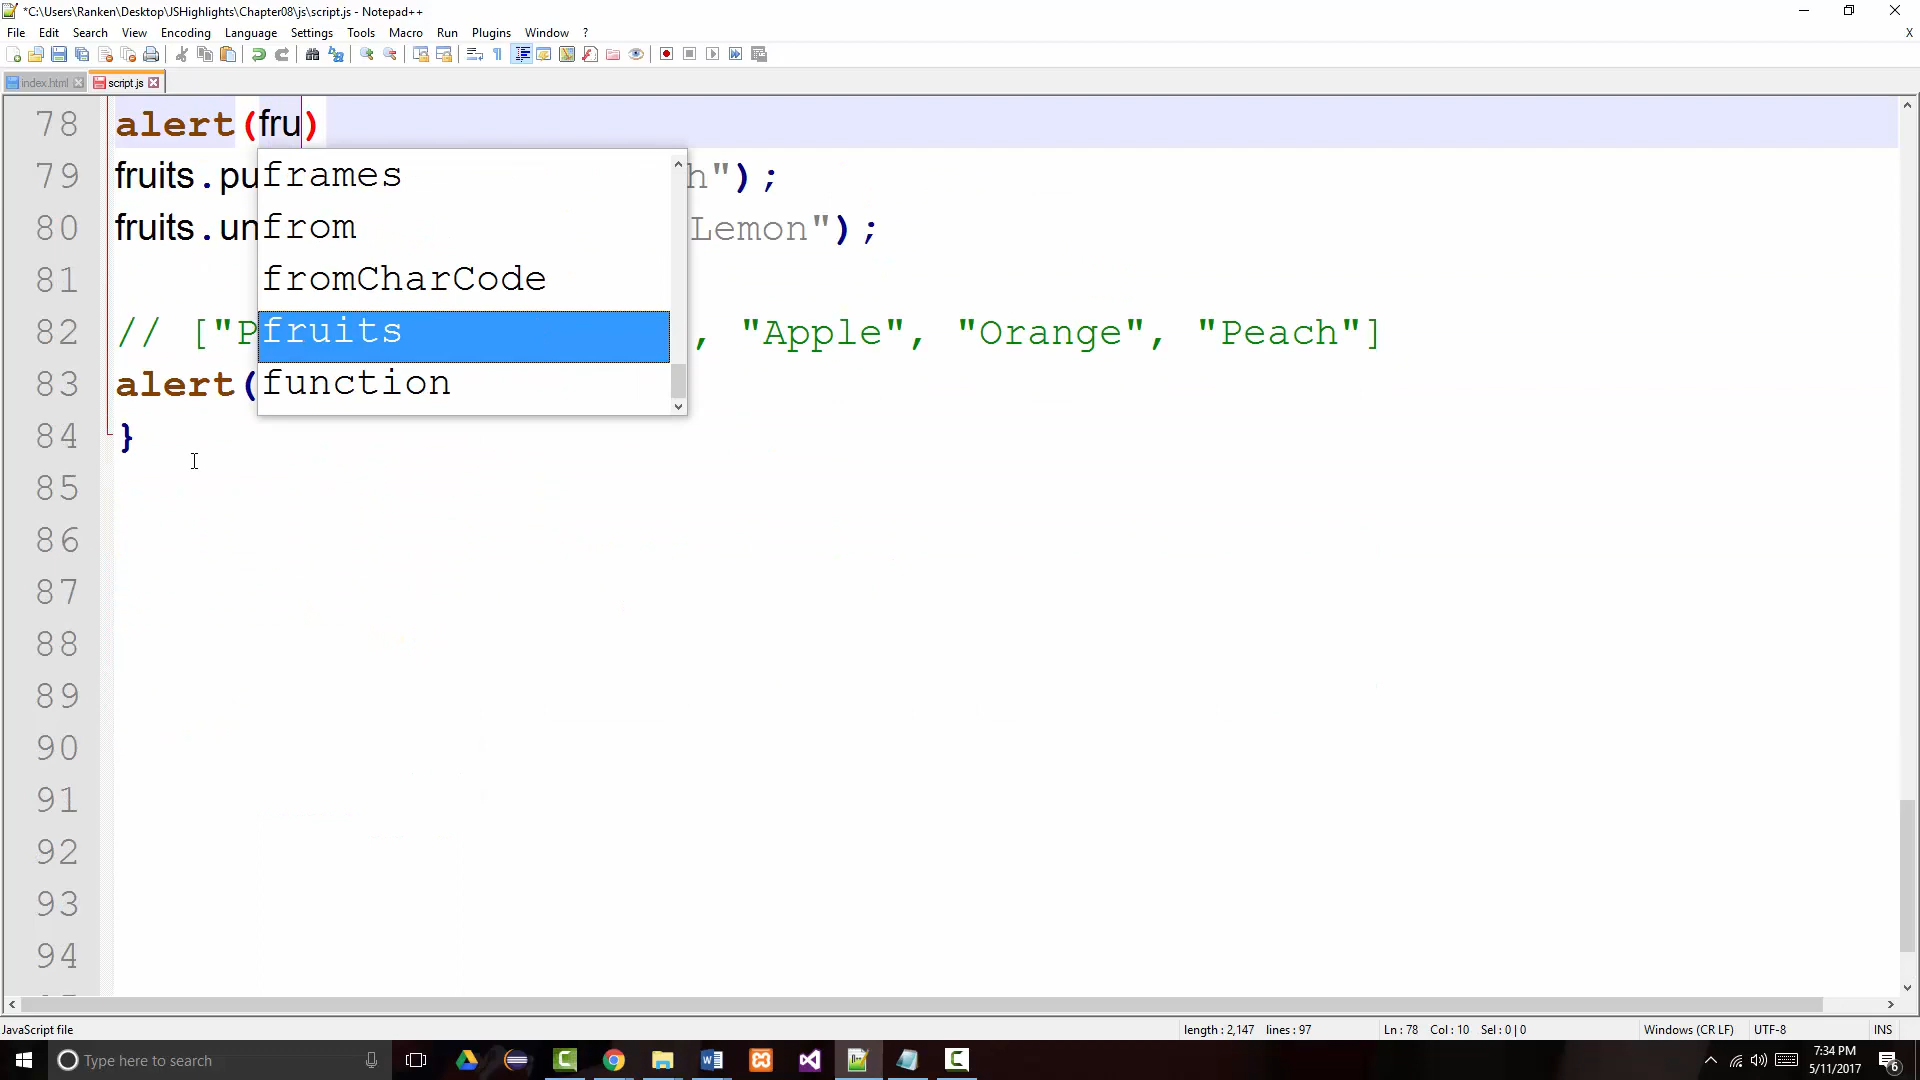 *C:\Users\Ranken\Desktop\JSHighlights\Chapter08\js\script.js - Notepad++
File Edit Search View Encoding Language Settings Tools Macro Run Plugins Window ? X
index.html script.js
78 alert(fru)
79 fruits.pu h");
80 fruits.un Lemon");
81
82 // ["P , "Apple", "Orange", "Peach"]
83 alert(
84 }
frames
from
fromCharCode
fruits
function
85
86
87
88
89
90
91
92
93
94
JavaScript file length : 2,147 lines : 97 Ln : 78 Col : 10 Sel : 0 | 0 Windows (CR LF) UTF-8 INS
Type here to search
7:34 PM
5/11/2017
6